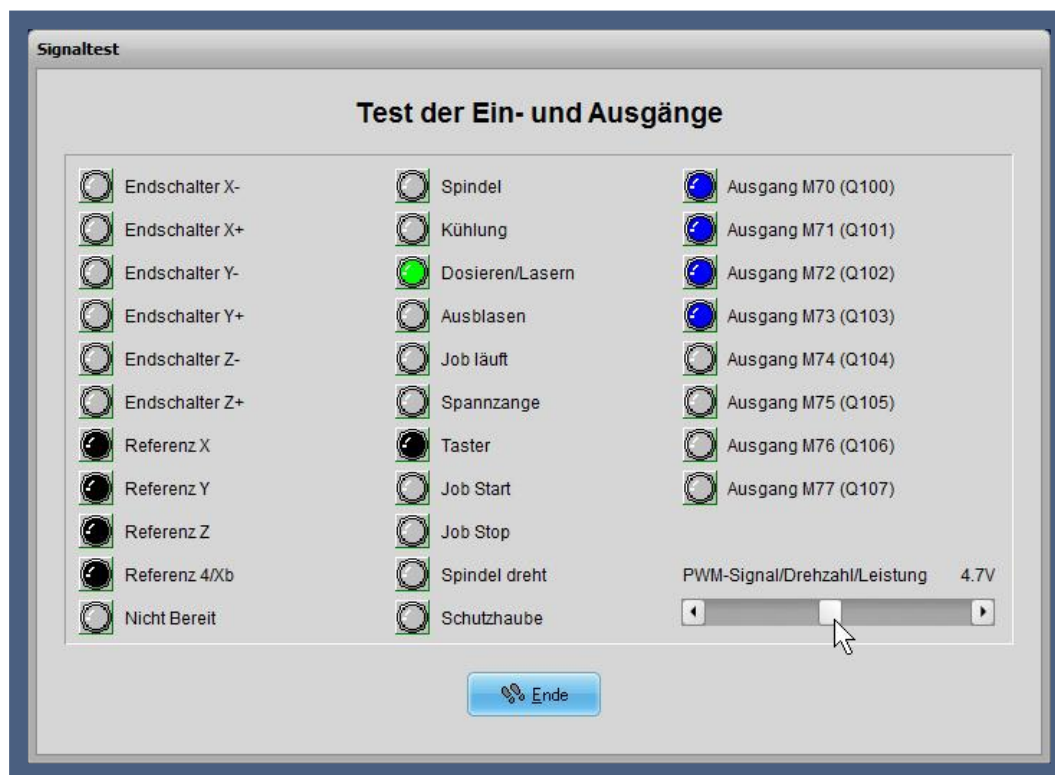 Signaltest
Test der Ein- und Ausgänge
Endschalter X-
Endschalter X+
Endschalter Y-
Endschalter Y+
Endschalter Z-
Endschalter Z+
Referenz X
Referenz Y
Referenz Z
Referenz 4/Xb
Nicht Bereit
Spindel
Kühlung
Dosieren/Lasern
Ausblasen
Job läuft
Spannzange
Taster
Job Start
Job Stop
Spindel dreht
Schutzhaube
Ausgang M70 (Q100)
Ausgang M71 (Q101)
Ausgang M72 (Q102)
Ausgang M73 (Q103)
Ausgang M74 (Q104)
Ausgang M75 (Q105)
Ausgang M76 (Q106)
Ausgang M77 (Q107)
PWM-Signal/Drehzahl/Leistung 4.7V
Ende